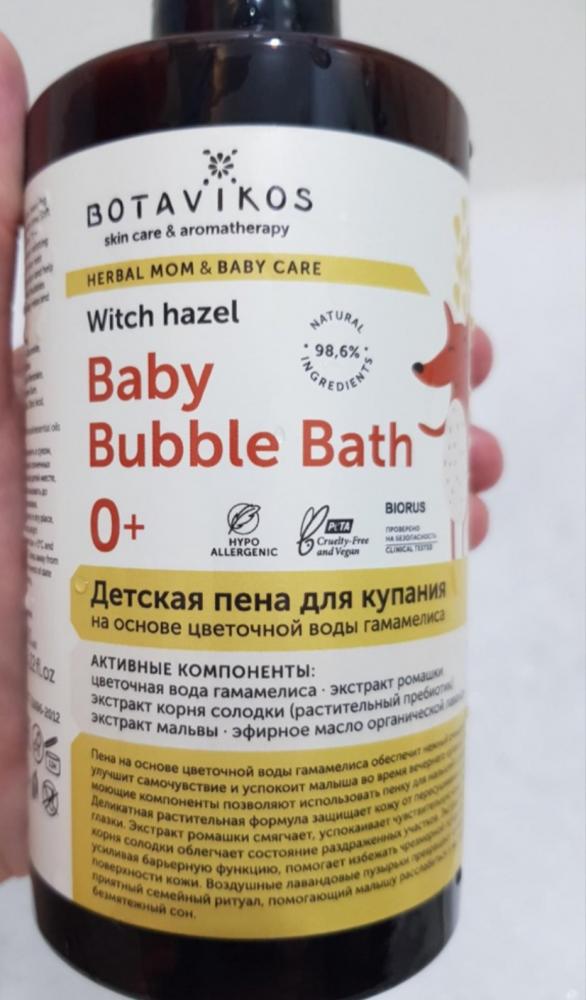 BOTAVIKOS
skin care & aromatherapy
HERBAL MOM & BABY CARE
Witch hazel
NATURAL
98,6%
INGREDIENTS
Baby
Bubble Bath
0+
HYPO
ALLERGENIC
PETA
Cruelty-Free
and Vegan
BIORUS
ПРОВЕРЕНО
НА БЕЗОПАСНОСТЬ
CLINICAL TESTED
Детская пена для купания
на основе цветочной воды гамамелиса
АКТИВНЫЕ КОМПОНЕНТЫ:
цветочная вода гамамелиса · экстракт ромашки
экстракт корня солодки (растительный пребиотик)
экстракт мальвы · эфирное масло органической
Пена на основе цветочной воды гамамелиса обеспечит
улучшит самочувствие и успокоит малыша во время вечернего
моющие компоненты позволяют использовать пенку для
Деликатная растительная формула защищает кожу от
глазки. Экстракт ромашки смягчает, успокаивает
корня солодки облегчает состояние раздраженных участков.
усиливая барьерную функцию, помогает избежать
поверхности кожи. Воздушные лавандовые пузырьки
приятный семейный ритуал, помогающий малышу
безмятежный сон.